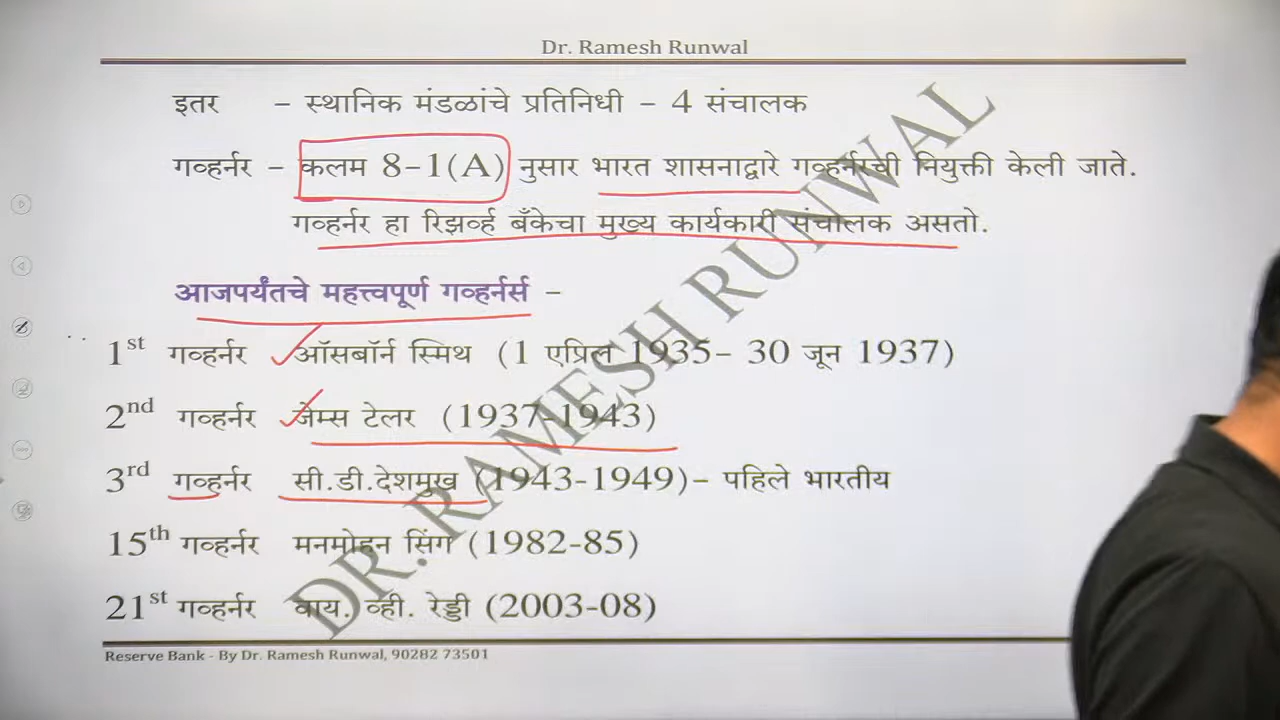 Dr. Ramesh Runwal
इतर – स्थानिक मंडळांचे प्रतिनिधी – 4 संचालक
गव्हर्नर – कलम 8-1(A) नुसार भारत शासनाद्वारे गव्हर्नरची नियुक्ती केली जाते.
गव्हर्नर हा रिझर्व्ह बँकेचा मुख्य कार्यकारी संचालक असतो.
आजपर्यंतचे महत्त्वपूर्ण गव्हर्नर्स –
1st गव्हर्नर ऑसबॉर्न स्मिथ (1 एप्रिल 1935- 30 जून 1937)
2nd गव्हर्नर जेम्स टेलर (1937-1943)
3rd गव्हर्नर सी.डी.देशमुख (1943-1949)- पहिले भारतीय
15th गव्हर्नर मनमोहन सिंग (1982-85)
21st गव्हर्नर वाय. व्ही. रेड्डी (2003-08)
DR. RAMESH RUNWAL
Reserve Bank - By Dr. Ramesh Runwal, 90282 73501